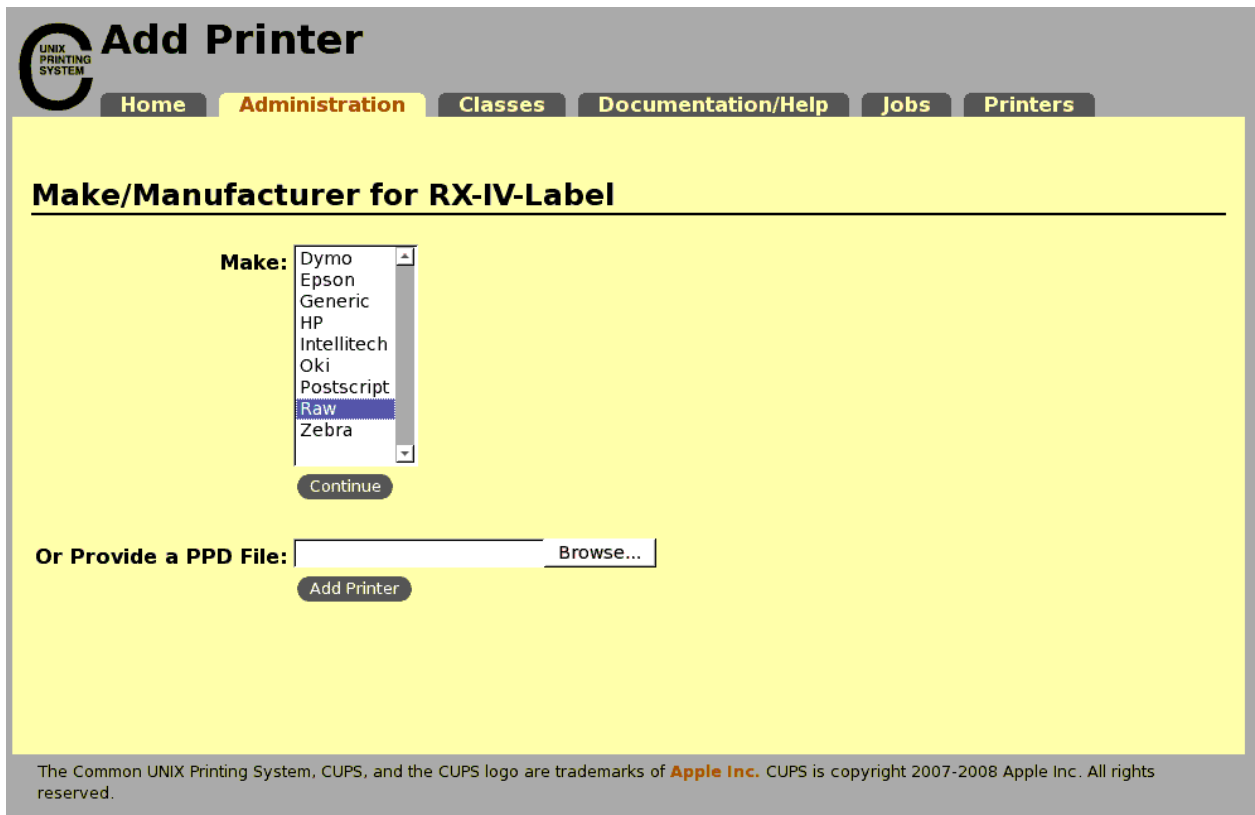 UNIX
PRINTING
SYSTEM
Add Printer
Home Administration Classes Documentation/Help Jobs Printers
Make/Manufacturer for RX-IV-Label
Make:
Dymo
Epson
Generic
HP
Intellitech
Oki
Postscript
Raw
Zebra
Continue
Or Provide a PPD File: Browse...
Add Printer
The Common UNIX Printing System, CUPS, and the CUPS logo are trademarks of Apple Inc. CUPS is copyright 2007-2008 Apple Inc. All rights
reserved.